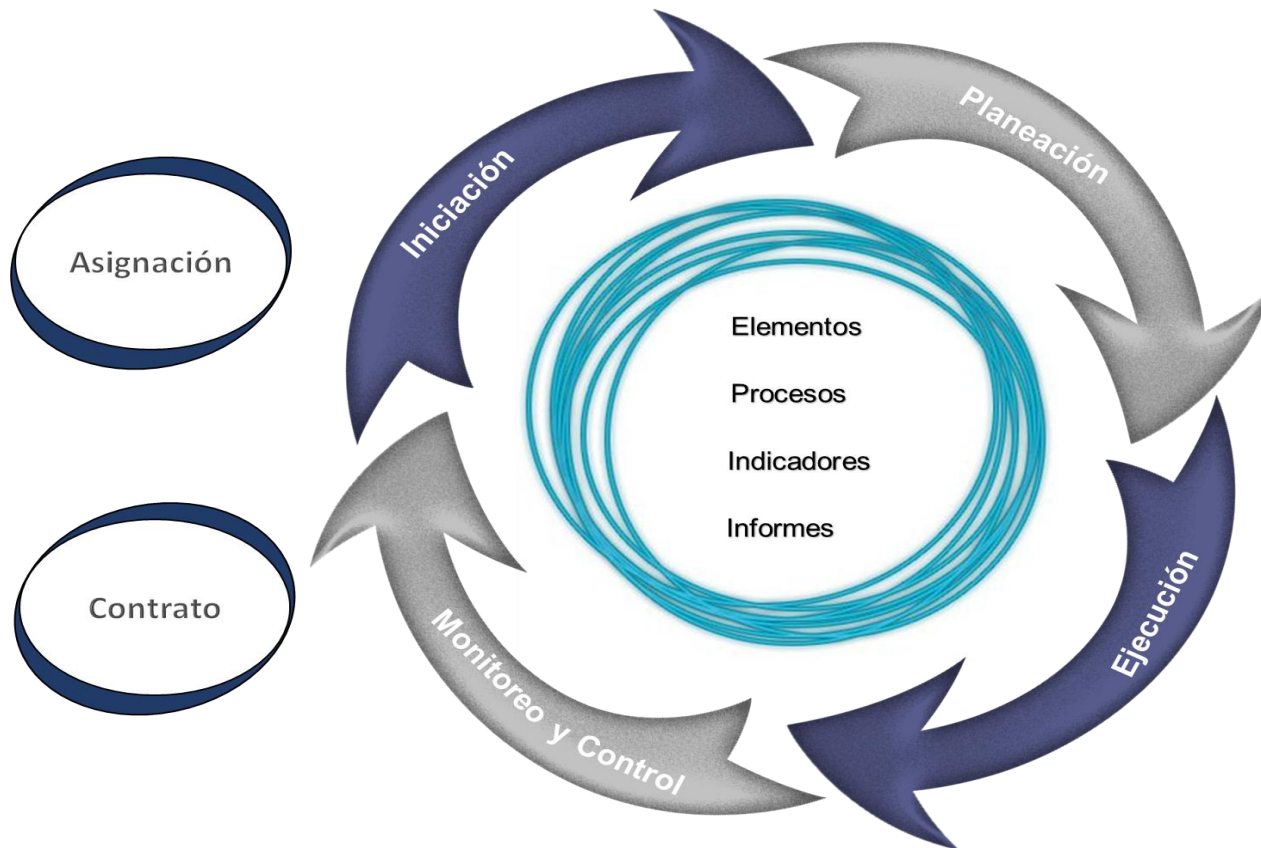 Asignación
Contrato
Iniciación
Planeación
Ejecución
Monitoreo y Control
Elementos
Procesos
Indicadores
Informes